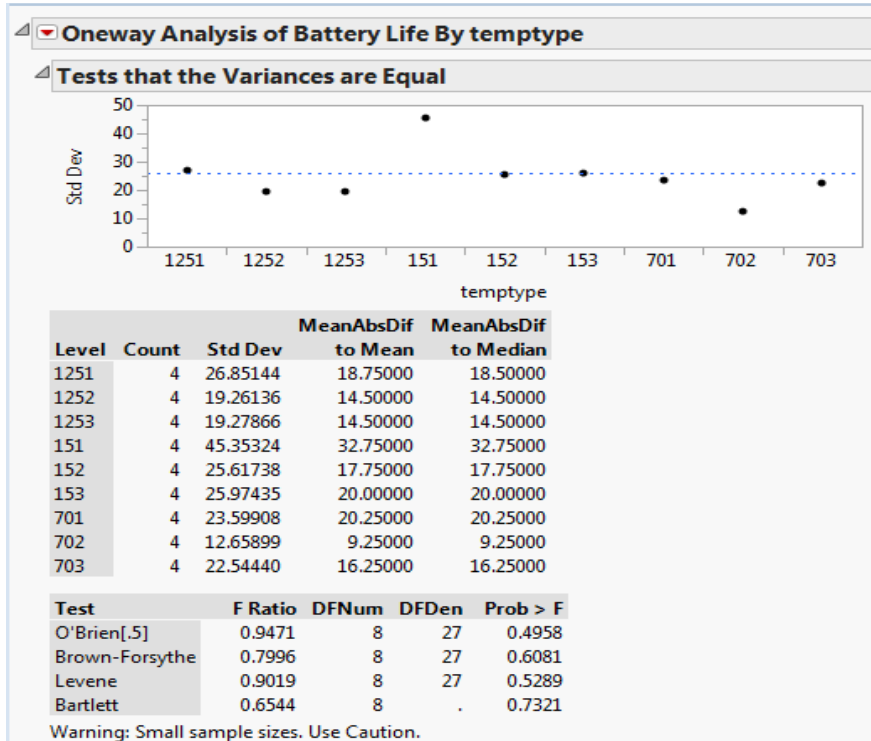 Oneway Analysis of Battery Life By temptype
Tests that the Variances are Equal
50
40
30
20
10
0
Std Dev
1251 1252 1253 151 152 153 701 702 703
temptype
MeanAbsDif MeanAbsDif
Level Count Std Dev to Mean to Median
1251 4 26.85144 18.75000 18.50000
1252 4 19.26136 14.50000 14.50000
1253 4 19.27866 14.50000 14.50000
151 4 45.35324 32.75000 32.75000
152 4 25.61738 17.75000 17.75000
153 4 25.97435 20.00000 20.00000
701 4 23.59908 20.25000 20.25000
702 4 12.65899 9.25000 9.25000
703 4 22.54440 16.25000 16.25000
Test F Ratio DFNum DFDen Prob > F
O'Brien[.5] 0.9471 8 27 0.4958
Brown-Forsythe 0.7996 8 27 0.6081
Levene 0.9019 8 27 0.5289
Bartlett 0.6544 8 . 0.7321
Warning: Small sample sizes. Use Caution.